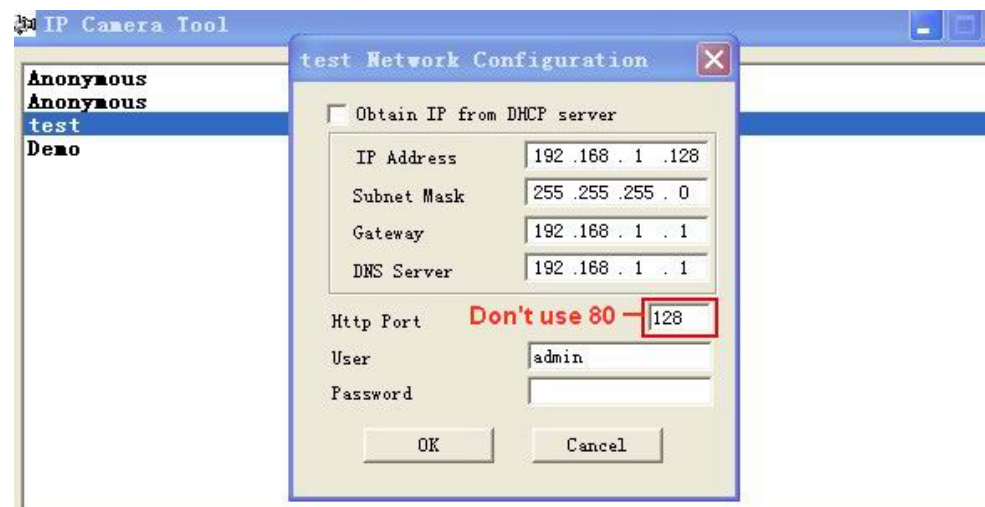 IP Camera Tool
Anonymous
Anonymous
test
Demo
test Network Configuration
Obtain IP from DHCP server
IP Address 192 .168 . 1 .128
Subnet Mask 255 .255 .255 . 0
Gateway 192 .168 . 1 . 1
DNS Server 192 .168 . 1 . 1
Http Port Don't use 80 128
User admin
Password
OK Cancel